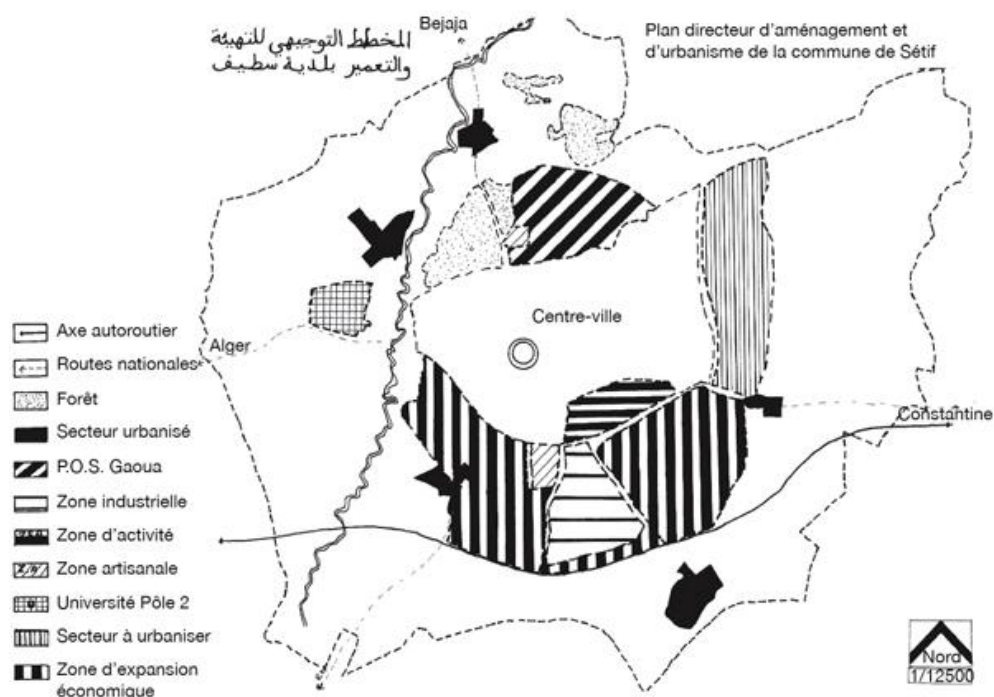 المخطط التوجيهي للتهيئة
والتعمير بلدية سطيف
Bejaja
Plan directeur d'aménagement et
d'urbanisme de la commune de Sétif
Centre-ville
Alger
Constantine
Axe autoroutier
Routes nationales
Forêt
Secteur urbanisé
P.O.S. Gaoua
Zone industrielle
Zone d'activité
Zone artisanale
Université Pôle 2
Secteur à urbaniser
Zone d'expansion
économique
Nord
1/12500